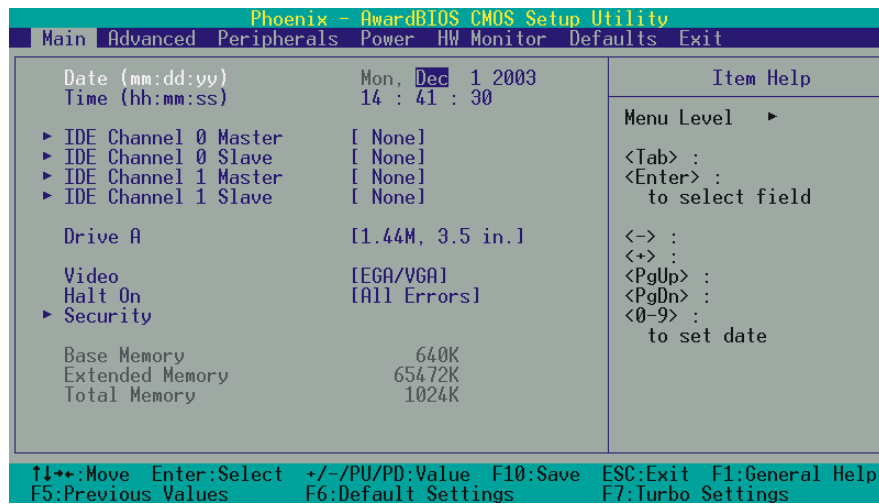 Phoenix - AwardBIOS CMOS Setup Utility
Main Advanced Peripherals Power HW Monitor Defaults Exit
Date (mm:dd:yy) Mon, Dec 1 2003
Time (hh:mm:ss) 14 : 41 : 30
► IDE Channel 0 Master [ None]
► IDE Channel 0 Slave [ None]
► IDE Channel 1 Master [ None]
► IDE Channel 1 Slave [ None]
Drive A [1.44M, 3.5 in.]
Video [EGA/VGA]
Halt On [All Errors]
► Security
Base Memory 640K
Extended Memory 65472K
Total Memory 1024K
Item Help
Menu Level ►
<Tab> :
<Enter> :
to select field
<-> :
<+> :
<PgUp> :
<PgDn> :
<0-9> :
to set date
↑↓→←:Move Enter:Select +/-/PU/PD:Value F10:Save ESC:Exit F1:General Help
F5:Previous Values F6:Default Settings F7:Turbo Settings